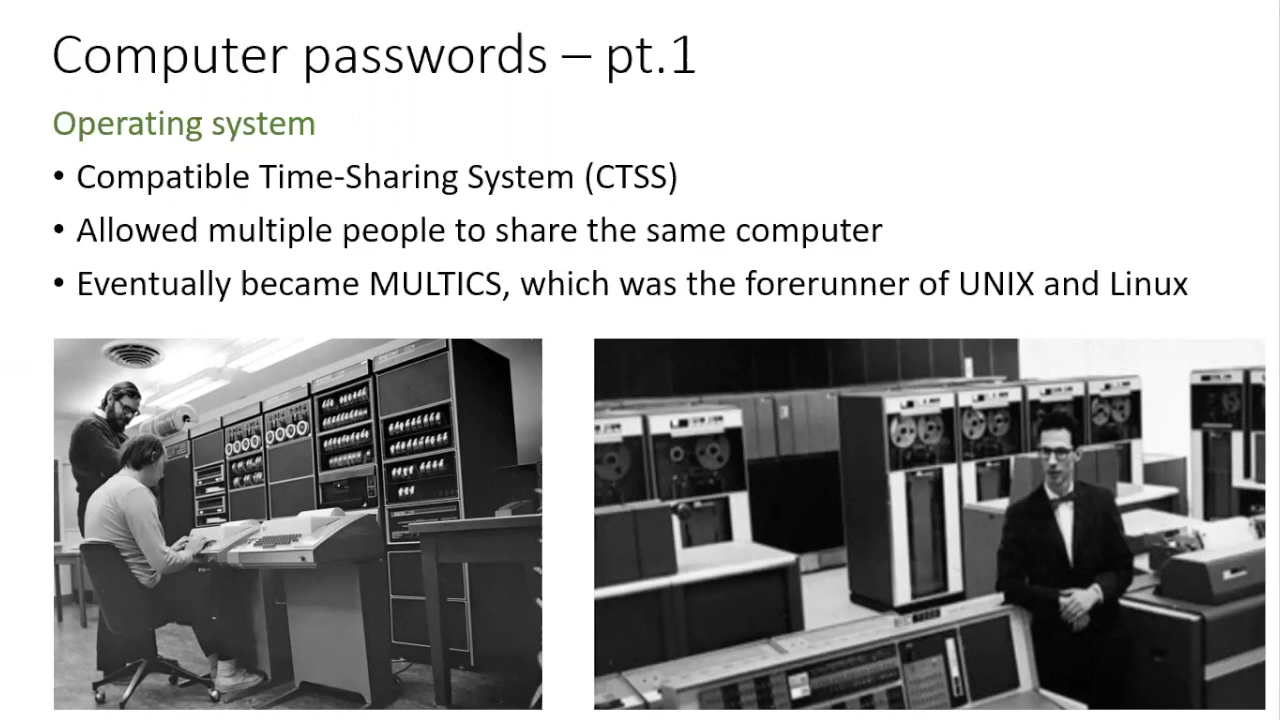 Computer passwords – pt.1
Operating system
• Compatible Time-Sharing System (CTSS)
• Allowed multiple people to share the same computer
• Eventually became MULTICS, which was the forerunner of UNIX and Linux